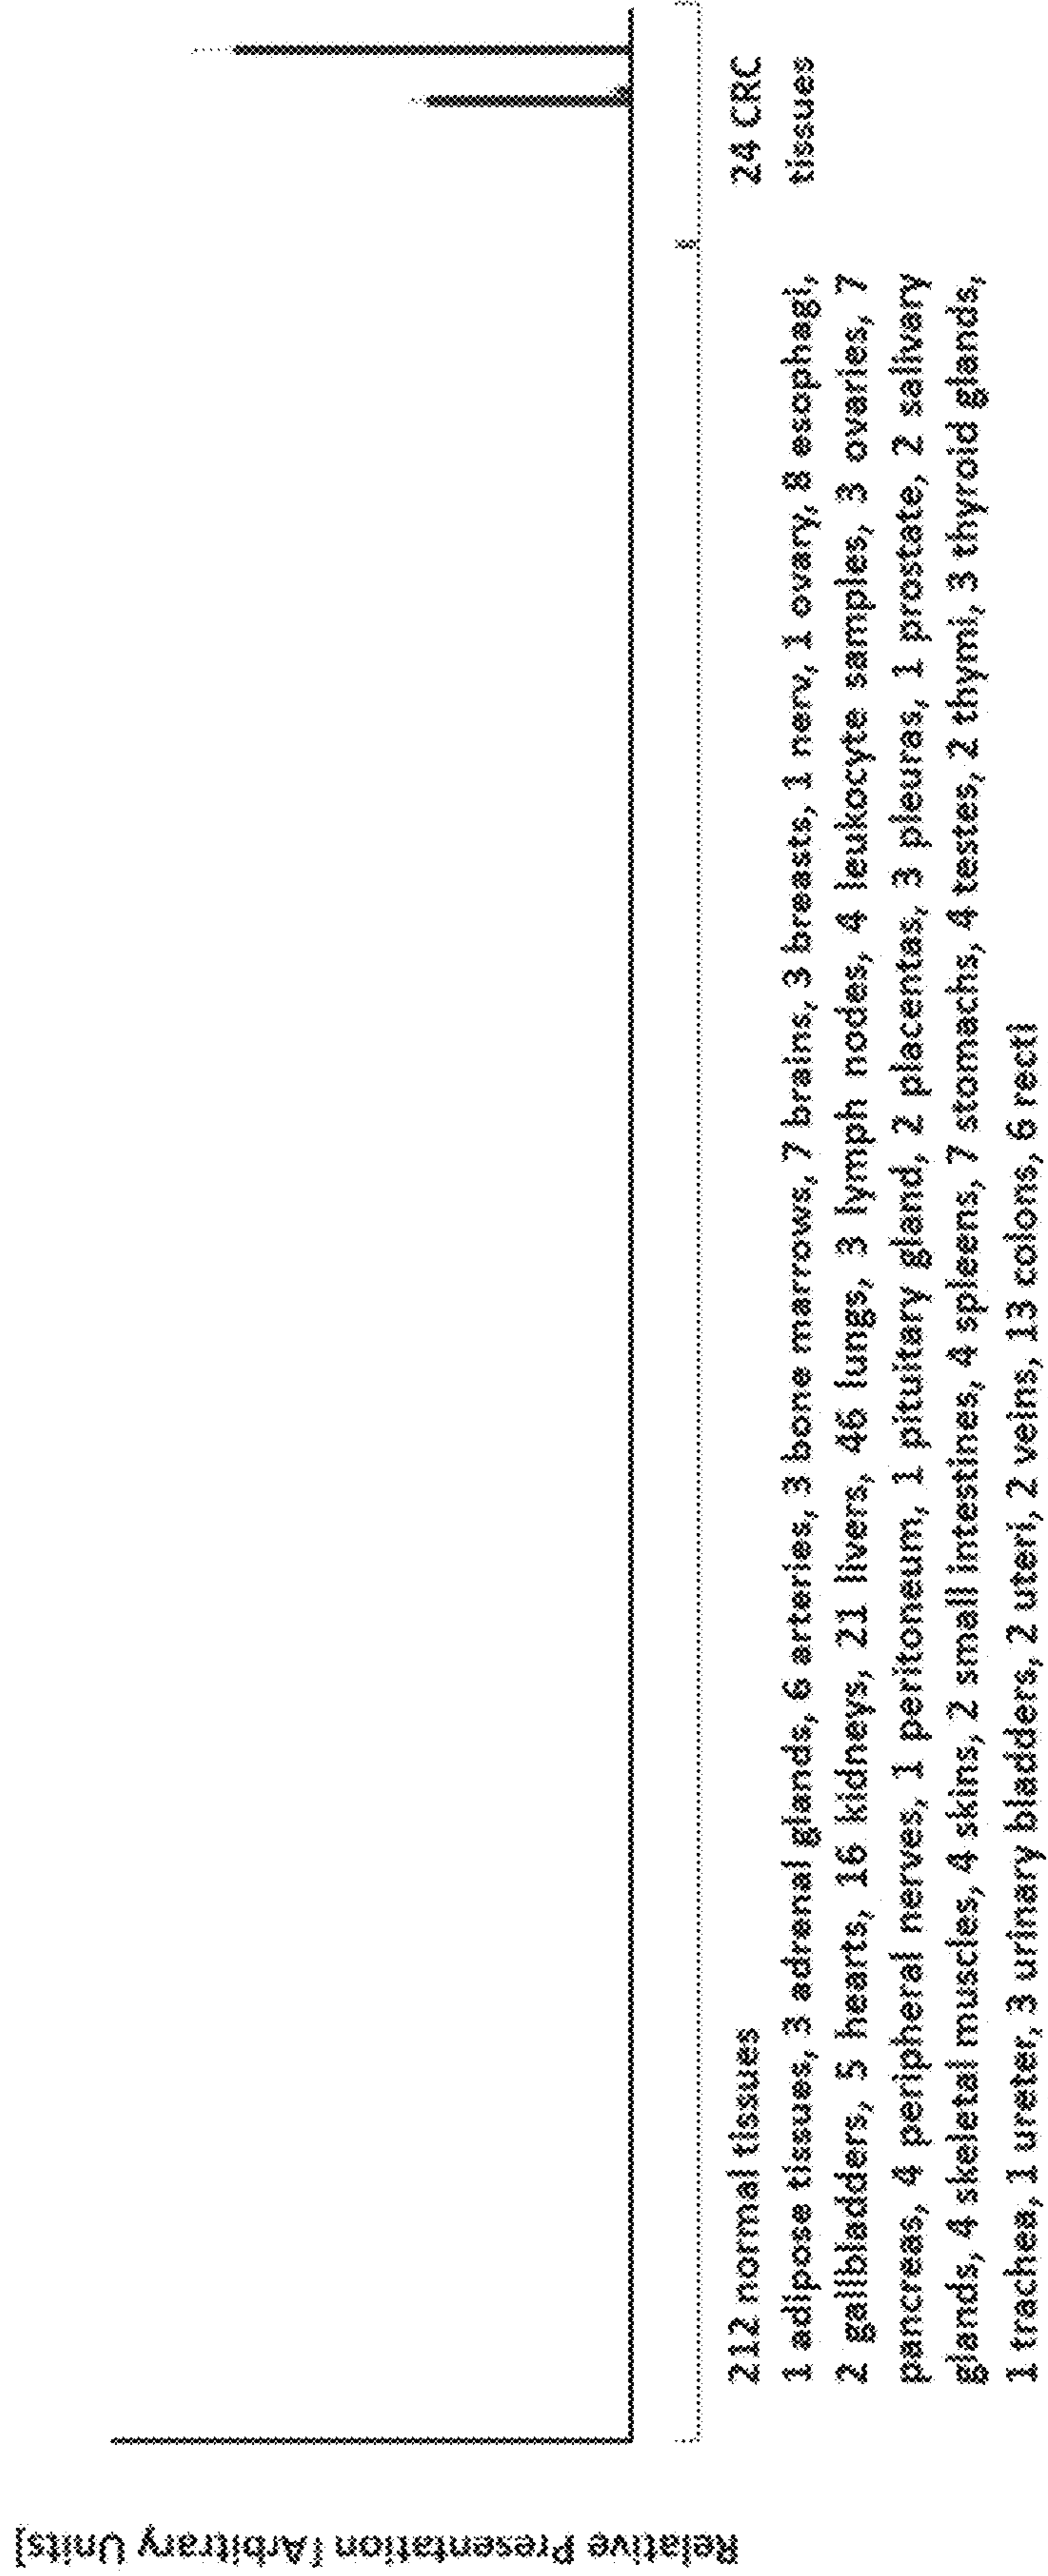 Relative Presentation [Arbitrary Units]
212 normal tissues
24 CRC
tissues
1 adipose tissues, 3 adrenal glands, 6 arteries, 3 bone marrows, 7 brains, 3 breasts, 1 nerv, 1 ovary, 8 esophagi,
2 gallbladders, 5 hearts, 16 kidneys, 21 livers, 46 lungs, 3 lymph nodes, 4 leukocyte samples, 3 ovaries, 7
pancreas, 4 peripheral nerves, 1 peritoneum, 1 pituitary gland, 2 placentas, 3 pleuras, 1 prostate, 2 salivary
glands, 4 skeletal muscles, 4 skins, 2 small intestines, 4 spleens, 7 stomachs, 4 testes, 2 thymi, 3 thyroid glands,
1 trachea, 1 ureter, 3 urinary bladders, 2 uteri, 2 veins, 13 colons, 6 recti